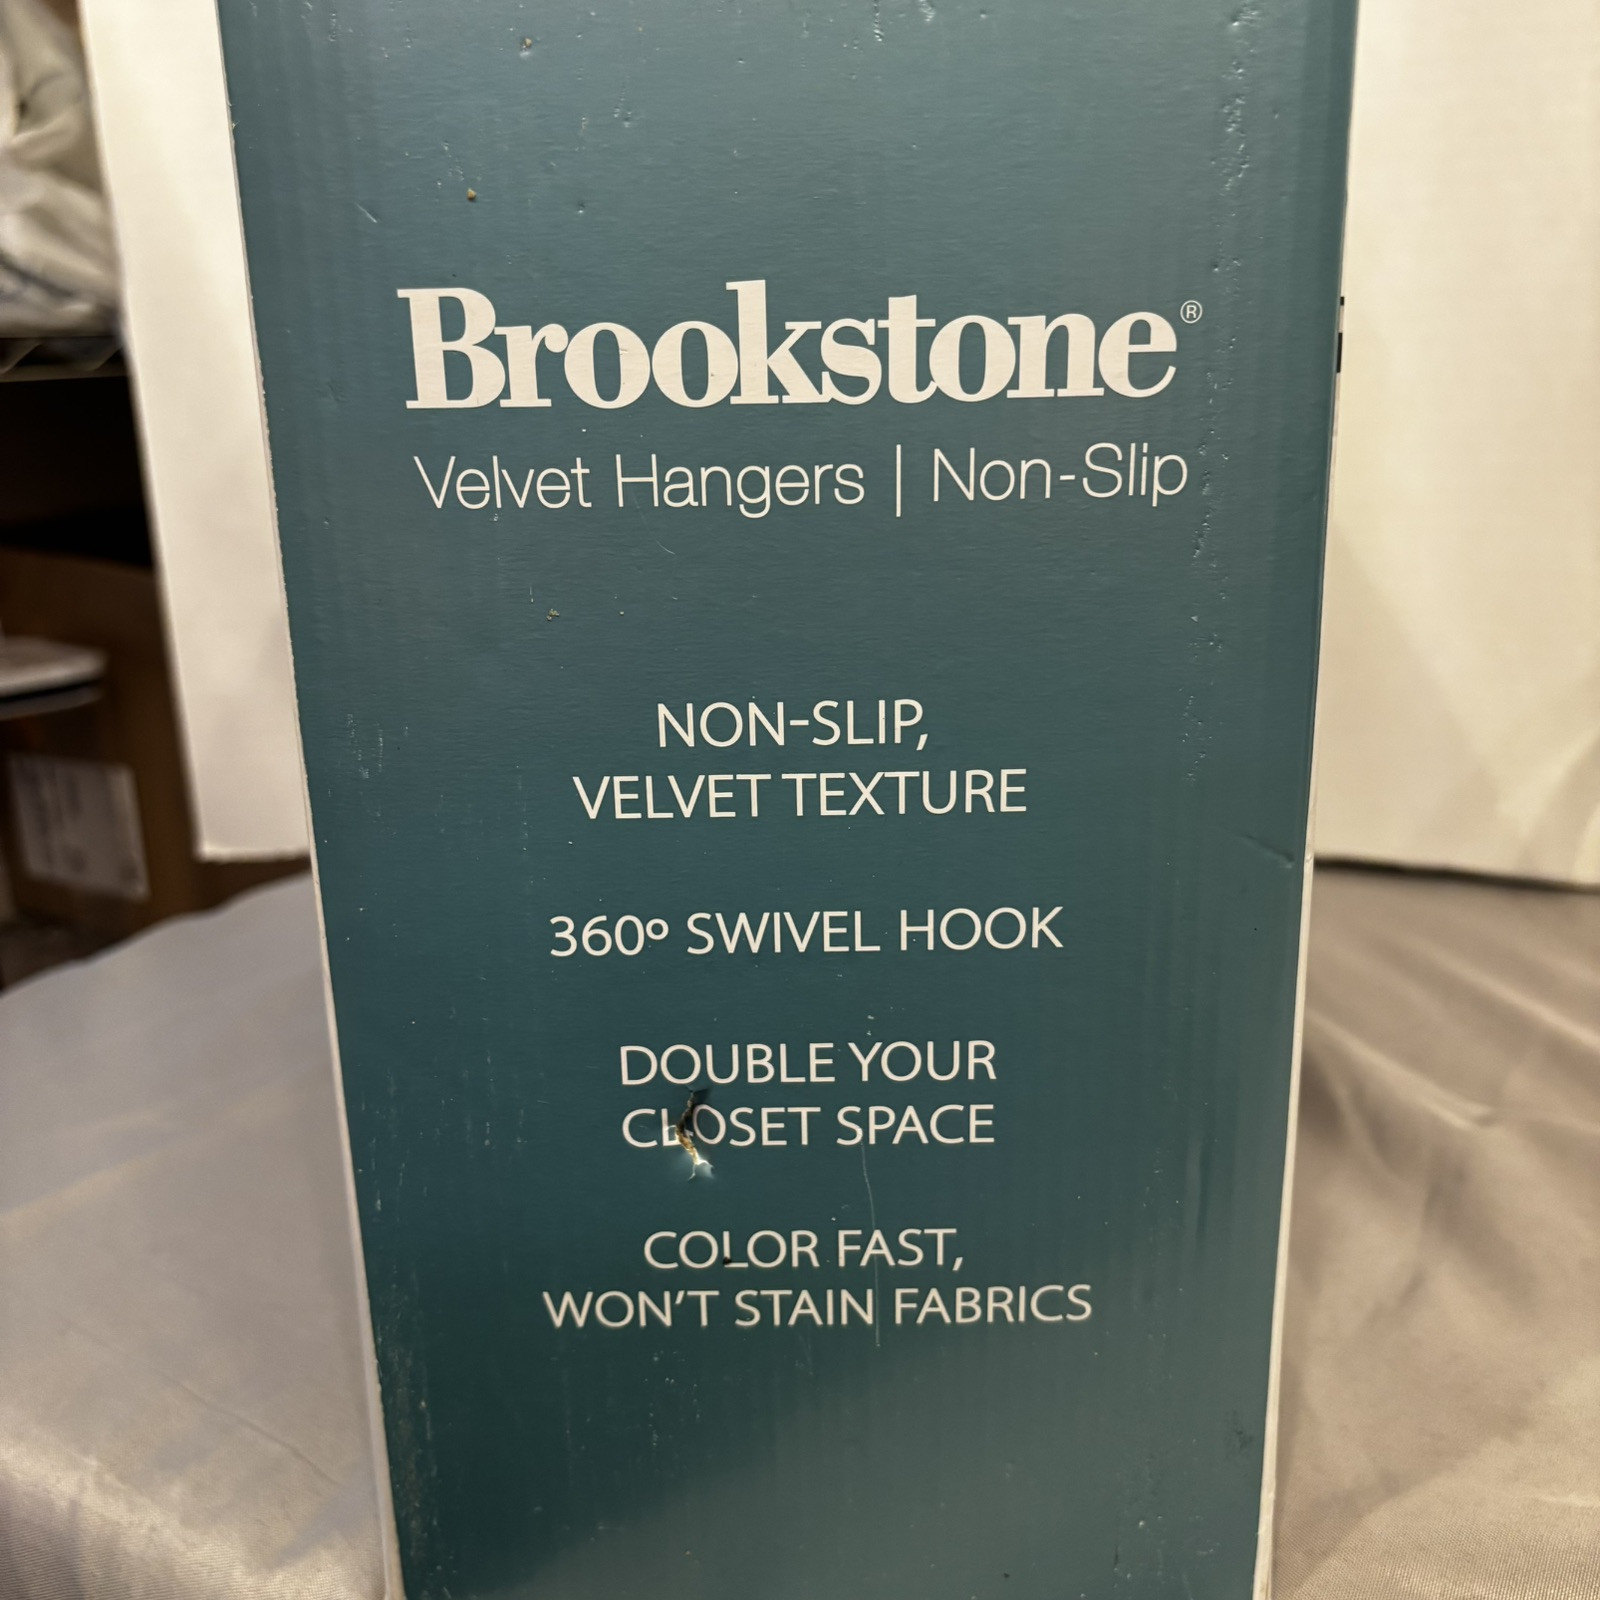 Brookstone®
Velvet Hangers | Non-Slip
NON-SLIP,
VELVET TEXTURE
360º SWIVEL HOOK
DOUBLE YOUR
CLOSET SPACE
COLOR FAST,
WON'T STAIN FABRICS